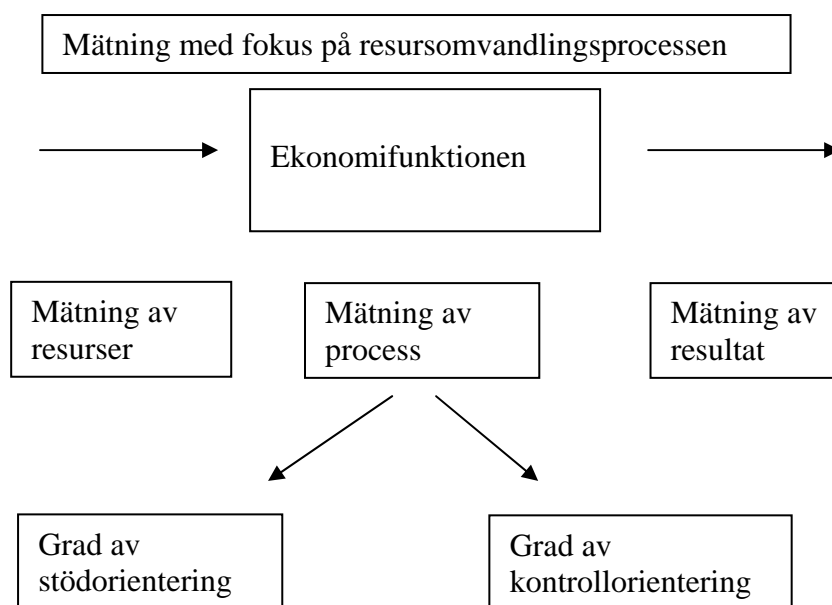 Mätning med fokus på resursomvandlingsprocessen
Ekonomifunktionen
Mätning av
resurser
Mätning av
process
Mätning av
resultat
Grad av
stödorientering
Grad av
kontrollorientering